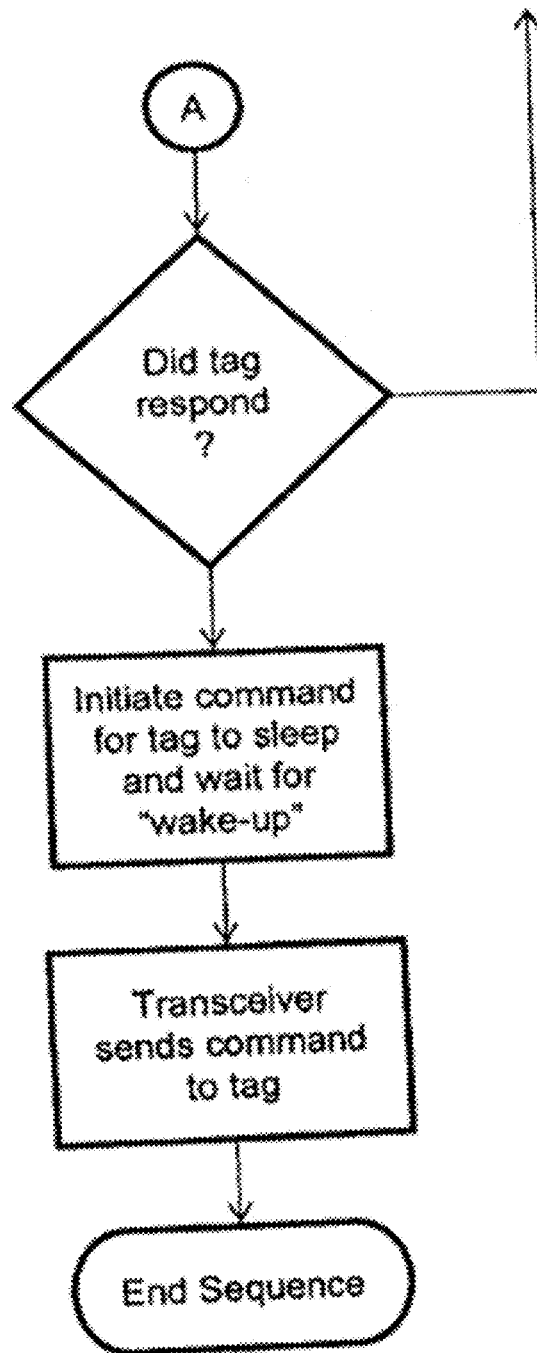 A
Did tag
respond
?
Initiate command
for tag to sleep
and wait for
"wake-up"
Transceiver
sends command
to tag
End Sequence